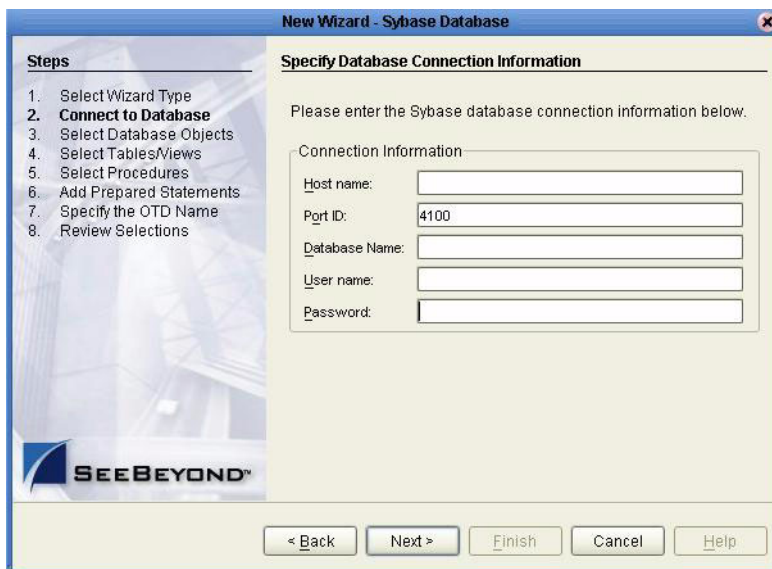 New Wizard - Sybase Database
Steps
1. Select Wizard Type
2. Connect to Database
3. Select Database Objects
4. Select Tables/Views
5. Select Procedures
6. Add Prepared Statements
7. Specify the OTD Name
8. Review Selections
SEEBEYOND™
Specify Database Connection Information
Please enter the Sybase database connection information below.
Connection Information
Host name:
Port ID: 4100
Database Name:
User name:
Password:
< Back Next > Finish Cancel Help